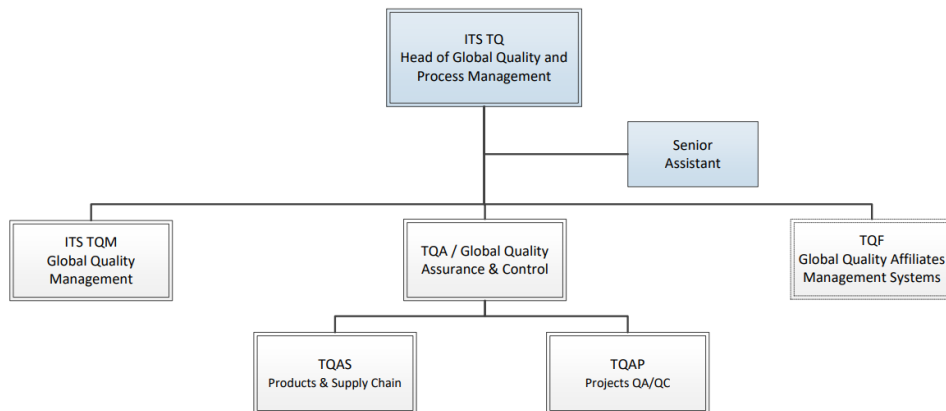 ITS TQ
Head of Global Quality and
Process Management
Senior
Assistant
ITS TQM
Global Quality
Management
TQA / Global Quality
Assurance & Control
TQF
Global Quality Affiliates
Management Systems
TQAS
Products & Supply Chain
TQAP
Projects QA/QC